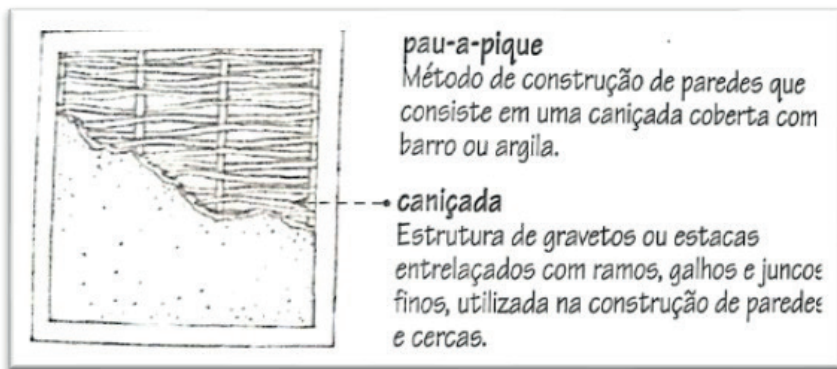 pau-a-pique
Método de construção de paredes que
consiste em uma caniçada coberta com
barro ou argila.
caniçada
Estrutura de gravetos ou estacas
entrelaçados com ramos, galhos e juncos
finos, utilizada na construção de paredes
e cercas.